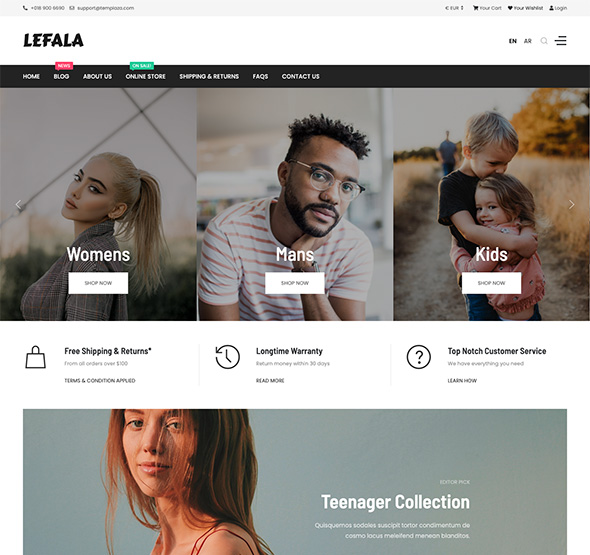 +018 900 6690 support@templaza.com € EUR Your Cart Your Wishlist Login
LEFALA
EN AR
NEWS ON SALE!
HOME BLOG ABOUT US ONLINE STORE SHIPPING & RETURNS FAQS CONTACT US
Womens Mans Kids
SHOP NOW SHOP NOW SHOP NOW
Free Shipping & Returns* Longtime Warranty Top Notch Customer Service
From all orders over $100 Return money within 30 days We have everything you need
TERMS & CONDITION APPLIED READ MORE LEARN HOW
EDITOR PICK
Teenager Collection
Quisquemos sodales suscipit tortor condimentum de
cosmo lacus meleifend menean blanditos.